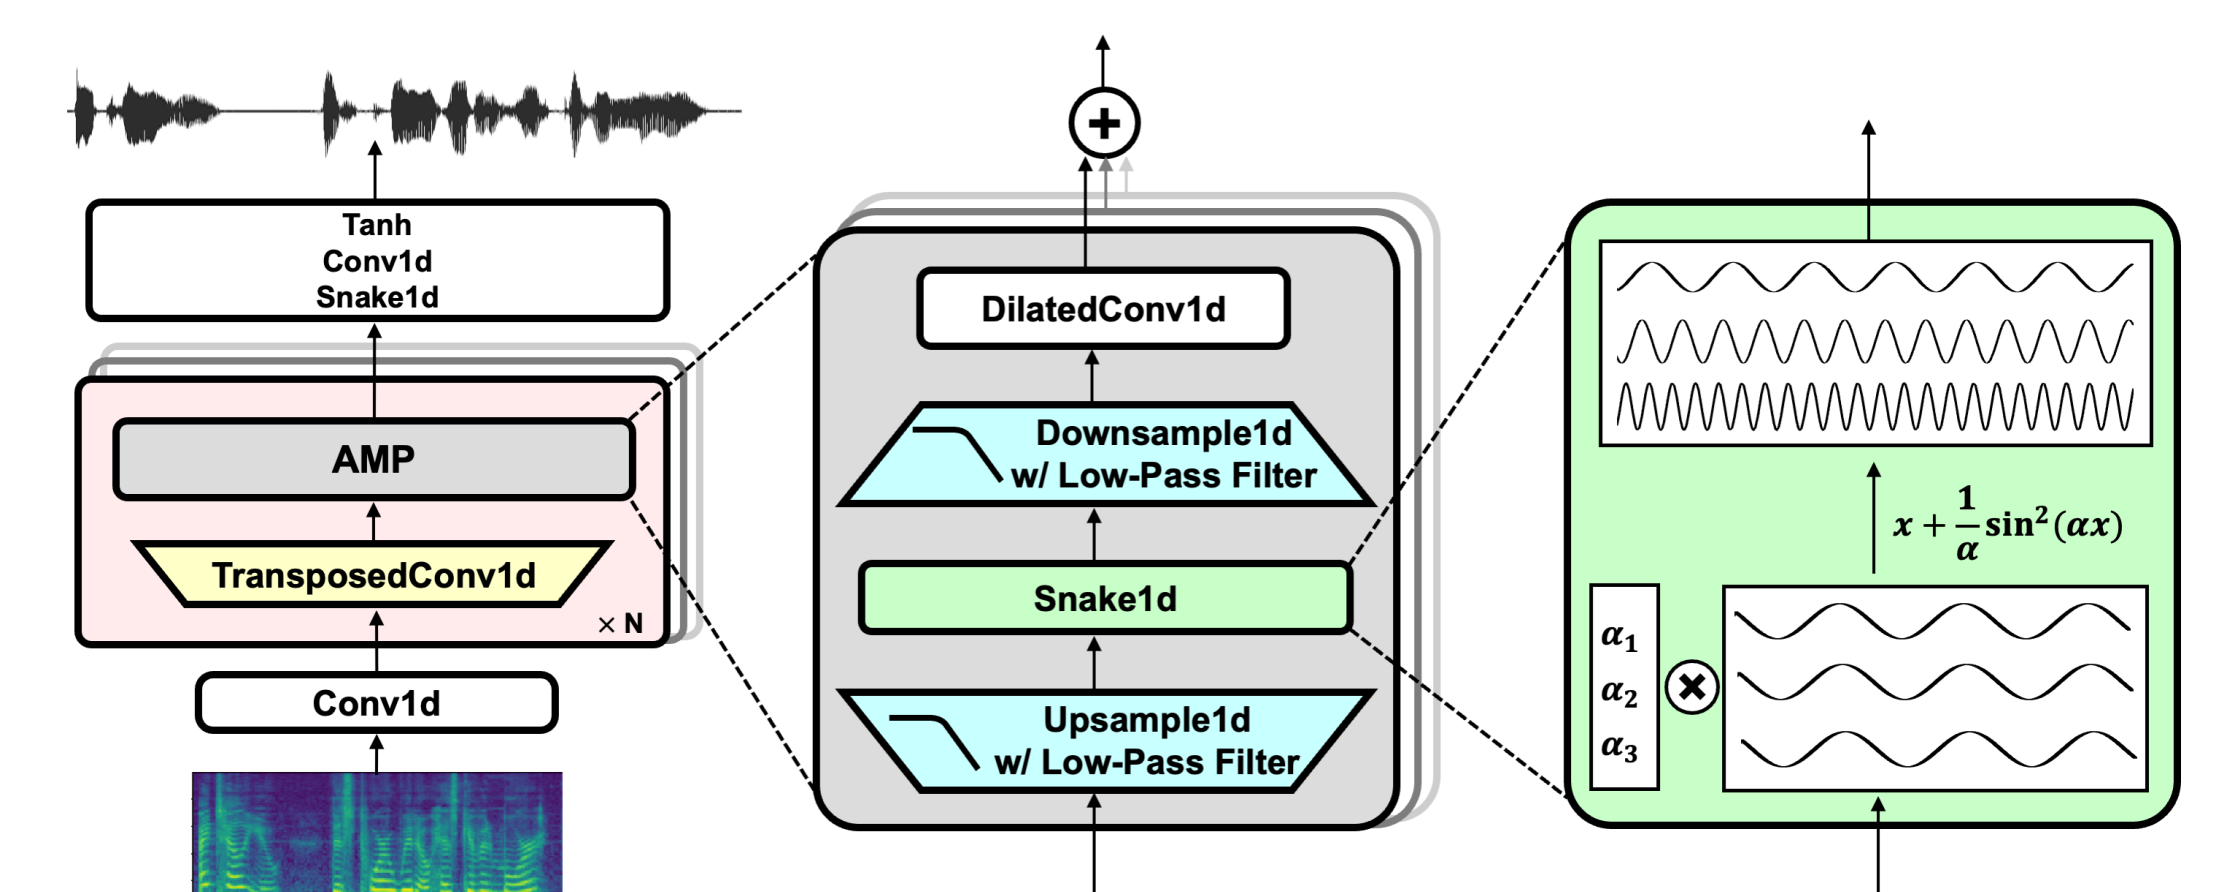 Tanh
Conv1d
Snake1d
AMP
TransposedConv1d
× N
Conv1d
+
DilatedConv1d
Downsample1d
w/ Low-Pass Filter
Snake1d
Upsample1d
w/ Low-Pass Filter
x + 1/α sin²(αx)
α₁
α₂
α₃
×